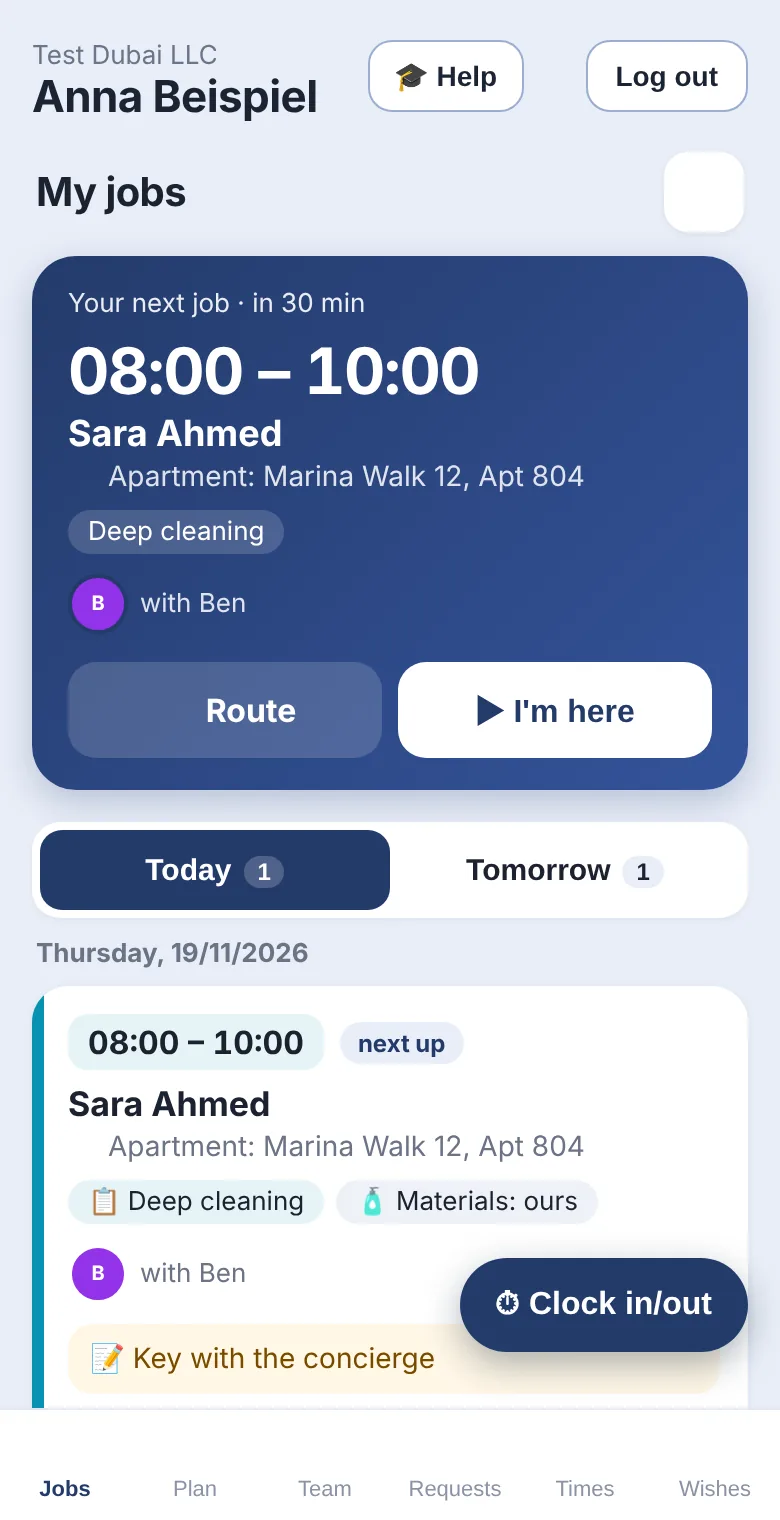 Test Dubai LLC
Anna Beispiel
🎓 Help
Log out
My jobs
Your next job · in 30 min
08:00 – 10:00
Sara Ahmed
Apartment: Marina Walk 12, Apt 804
Deep cleaning
B with Ben
Route
▶ I'm here
Today 1
Tomorrow 1
Thursday, 19/11/2026
08:00 – 10:00 next up
Sara Ahmed
Apartment: Marina Walk 12, Apt 804
📋 Deep cleaning 🧴 Materials: ours
B with Ben
⏱ Clock in/out
📝 Key with the concierge
Jobs Plan Team Requests Times Wishes